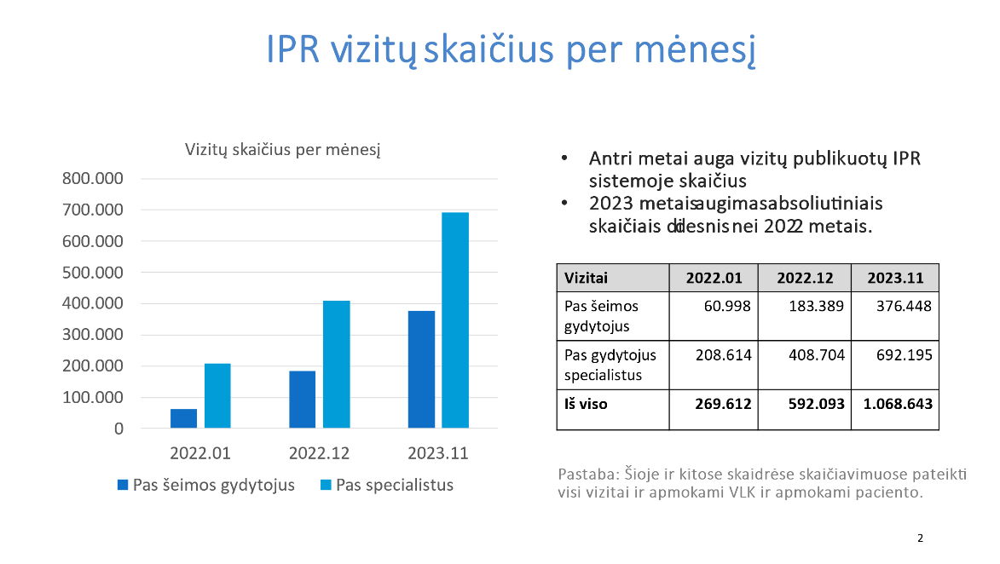 IPR vizitų skaičius per mėnesį
Vizitų skaičius per mėnesį
800.000
700.000
600.000
500.000
400.000
300.000
200.000
100.000
0
2022.01 2022.12 2023.11
Pas šeimos gydytojus Pas specialistus
• Antri metai auga vizitų publikuotų IPR
sistemoje skaičius
• 2023 metais augimas absoliutiniais
skaičiais didesnis nei 2022 metais.
Vizitai 2022.01 2022.12 2023.11
Pas šeimos 60.998 183.389 376.448
gydytojus
Pas gydytojus 208.614 408.704 692.195
specialistus
Iš viso 269.612 592.093 1.068.643
Pastaba: Šioje ir kitose skaidrėse skaičiavimuose pateikti
visi vizitai ir apmokami VLK ir apmokami paciento.
2